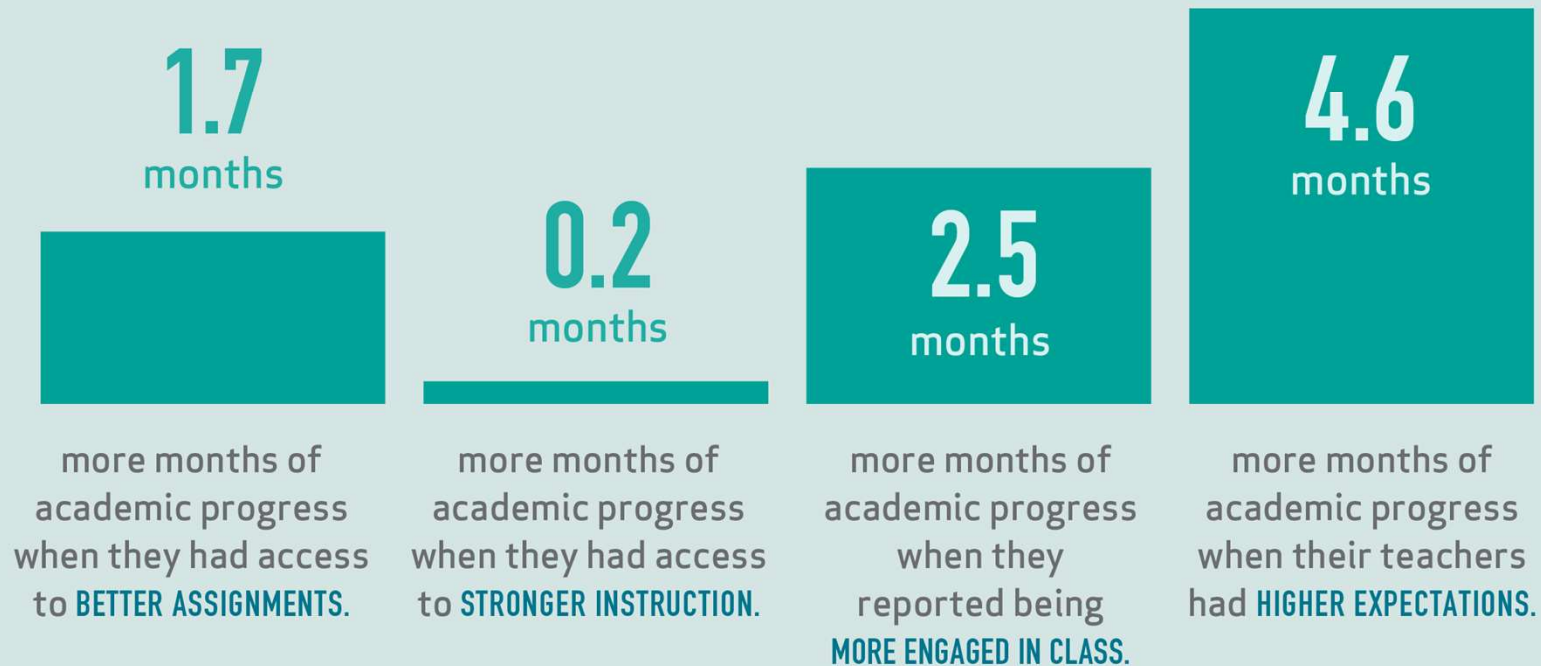 1.7
months
more months of
academic progress
when they had access
to BETTER ASSIGNMENTS.
0.2
months
more months of
academic progress
when they had access
to STRONGER INSTRUCTION.
2.5
months
more months of
academic progress
when they
reported being
MORE ENGAGED IN CLASS.
4.6
months
more months of
academic progress
when their teachers
had HIGHER EXPECTATIONS.